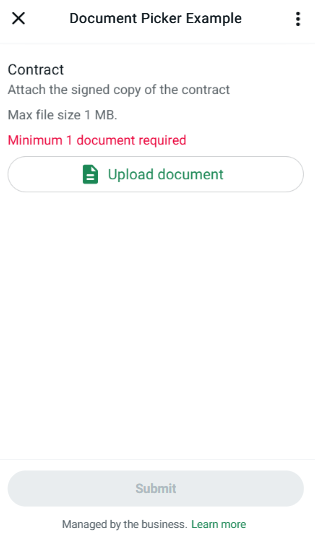 Document Picker Example
Contract
Attach the signed copy of the contract
Max file size 1 MB.
Minimum 1 document required
Upload document
Submit
Managed by the business. Learn more